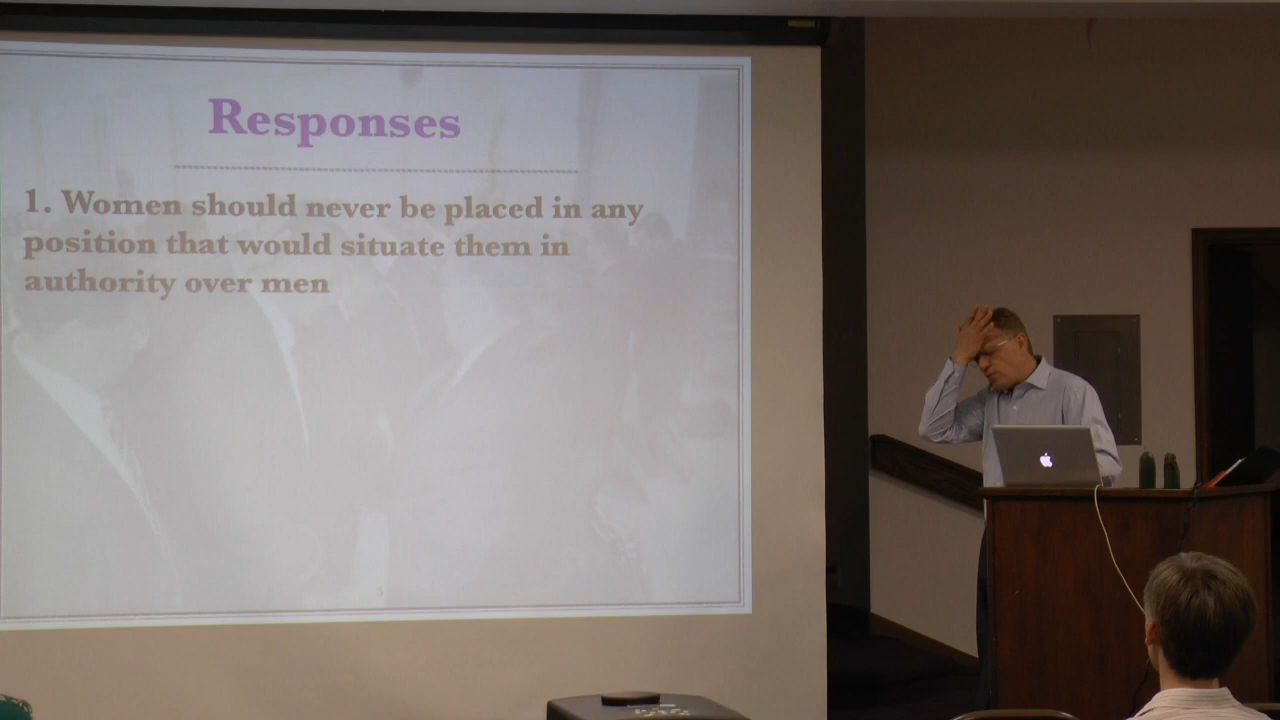 Responses
1. Women should never be placed in any
position that would situate them in
authority over men